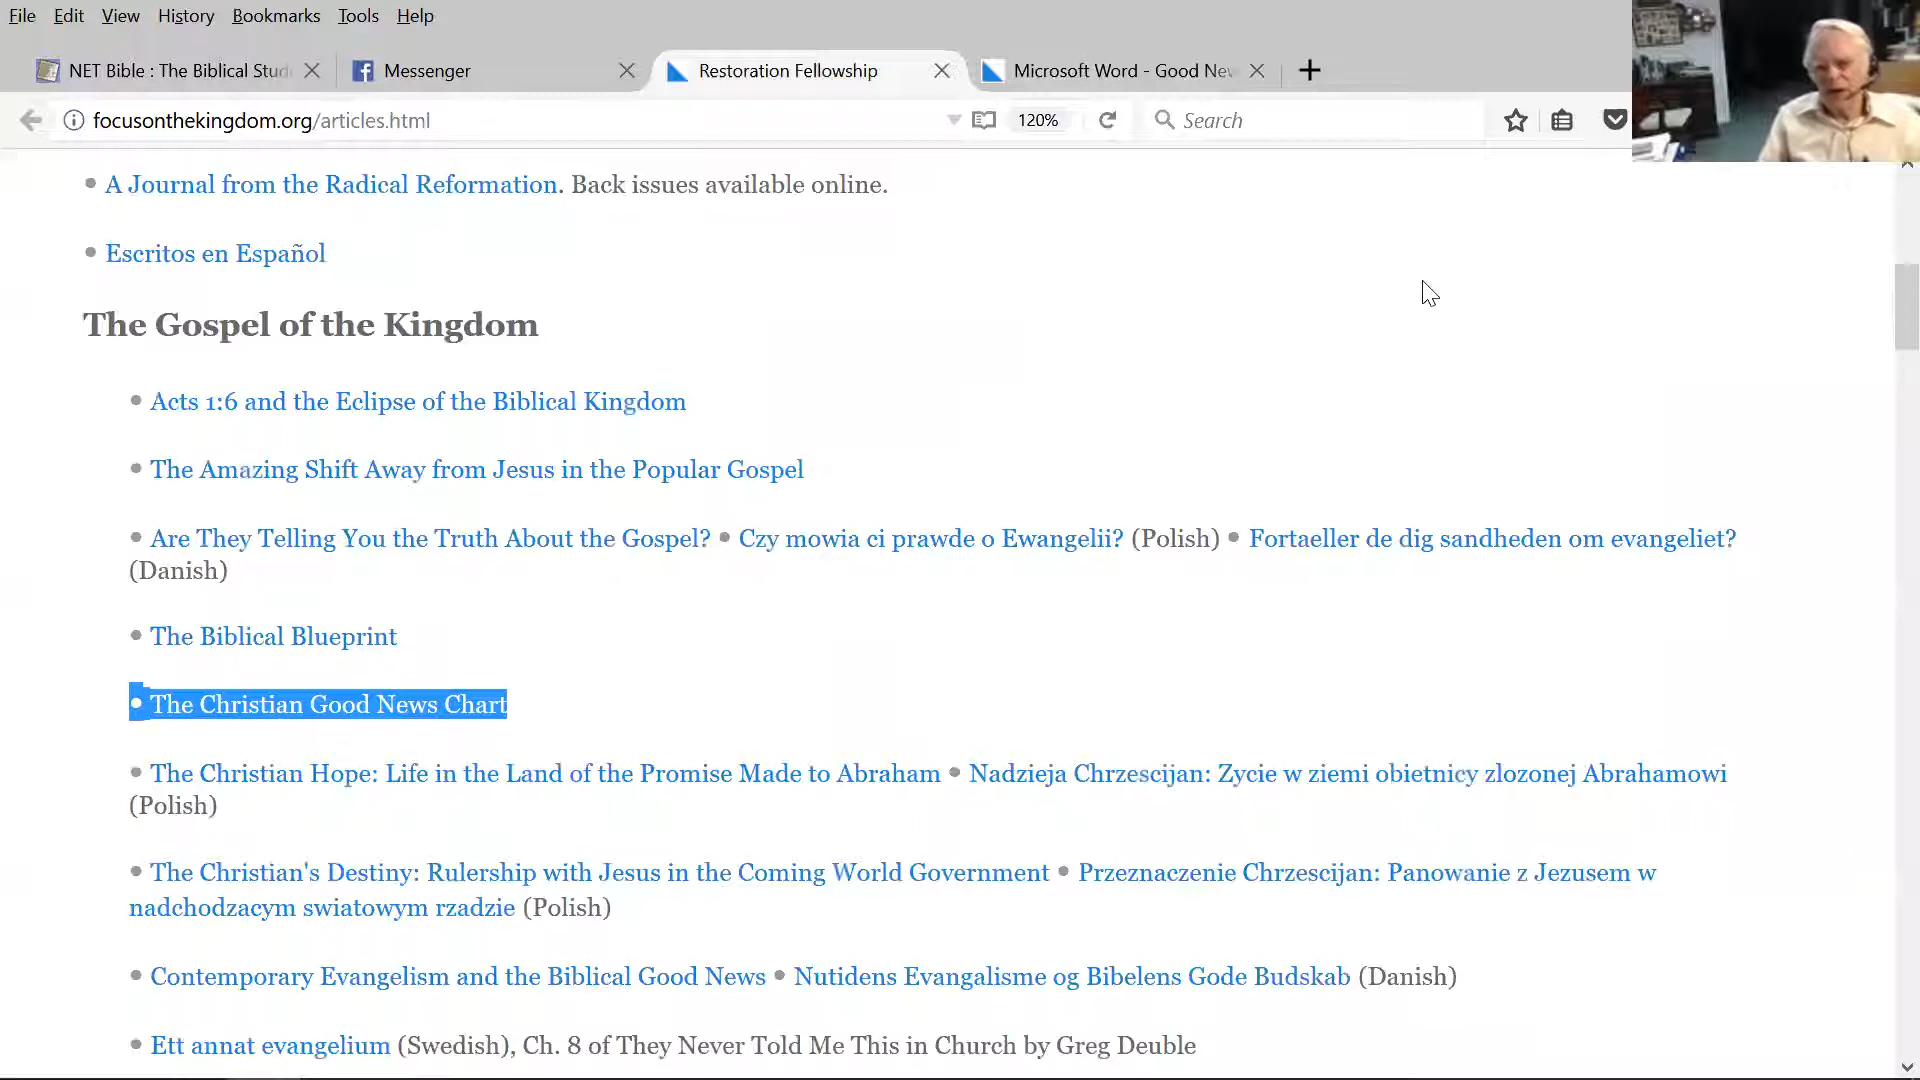 File Edit View History Bookmarks Tools Help
NET Bible : The Biblical Stud Messenger Restoration Fellowship Microsoft Word - Good Nev
focusonthekingdom.org/articles.html 120% Search
• A Journal from the Radical Reformation. Back issues available online.
• Escritos en Español
The Gospel of the Kingdom
• Acts 1:6 and the Eclipse of the Biblical Kingdom
• The Amazing Shift Away from Jesus in the Popular Gospel
• Are They Telling You the Truth About the Gospel? • Czy mowia ci prawde o Ewangelii? (Polish) • Fortaeller de dig sandheden om evangeliet?
(Danish)
• The Biblical Blueprint
• The Christian Good News Chart
• The Christian Hope: Life in the Land of the Promise Made to Abraham • Nadzieja Chrzescijan: Zycie w ziemi obietnicy zlozonej Abrahamowi
(Polish)
• The Christian's Destiny: Rulership with Jesus in the Coming World Government • Przeznaczenie Chrzescijan: Panowanie z Jezusem w
nadchodzacym swiatowym rzadzie (Polish)
• Contemporary Evangelism and the Biblical Good News • Nutidens Evangalisme og Bibelens Gode Budskab (Danish)
• Ett annat evangelium (Swedish), Ch. 8 of They Never Told Me This in Church by Greg Deuble